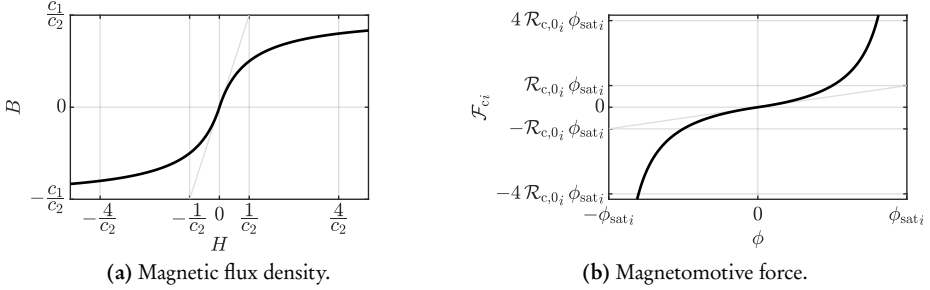 c₁/c₂
0
−c₁/c₂
B
−4/c₂ −1/c₂ 0 1/c₂ 4/c₂
H
(a) Magnetic flux density.
4 ℛc,0ᵢ ϕsatᵢ
ℛc,0ᵢ ϕsatᵢ
0
−ℛc,0ᵢ ϕsatᵢ
−4 ℛc,0ᵢ ϕsatᵢ
ℱcᵢ
−ϕsatᵢ 0 ϕsatᵢ
ϕ
(b) Magnetomotive force.